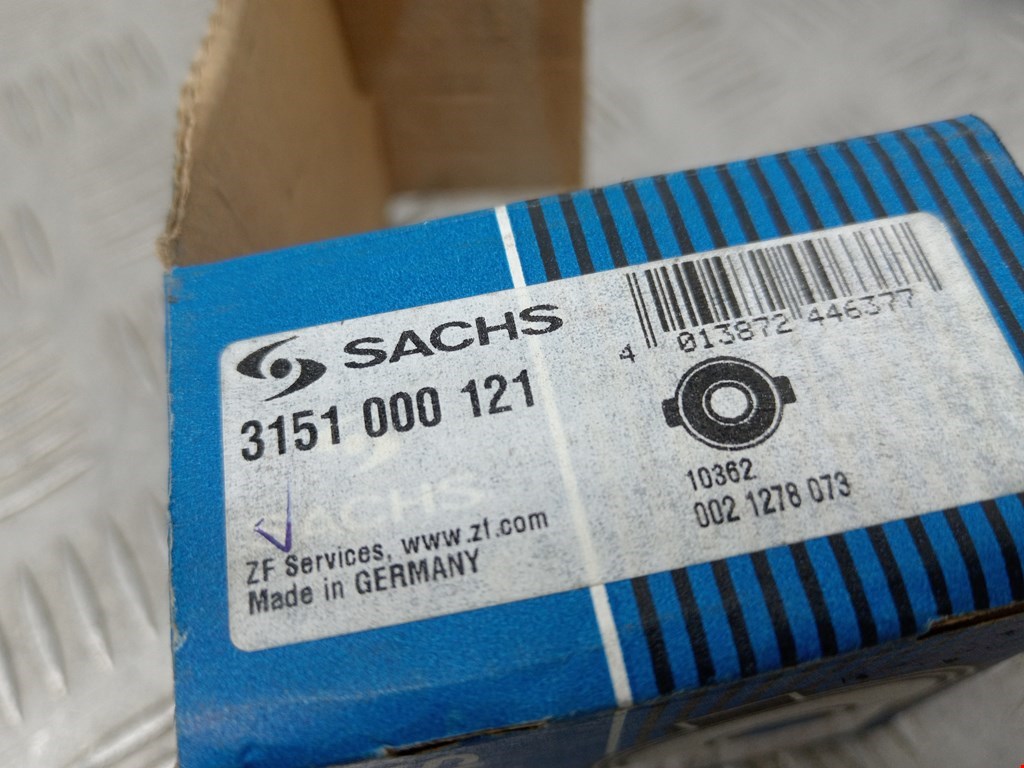 SACHS
3151 000 121
ZF Services, www.zf.com
Made in GERMANY
4 013872 446377
10362
002 1278 073